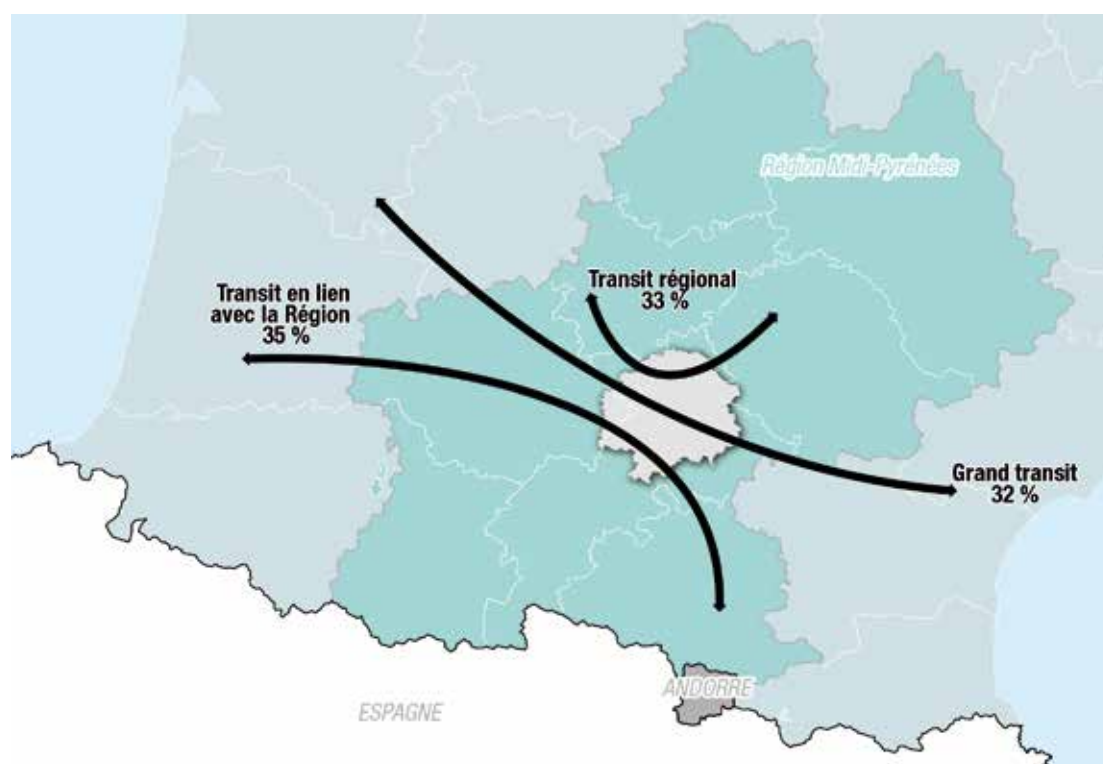 Région Midi-Pyrénées
Transit régional
33 %
Transit en lien
avec la Région
35 %
Grand transit
32 %
ANDORRE
ESPAGNE